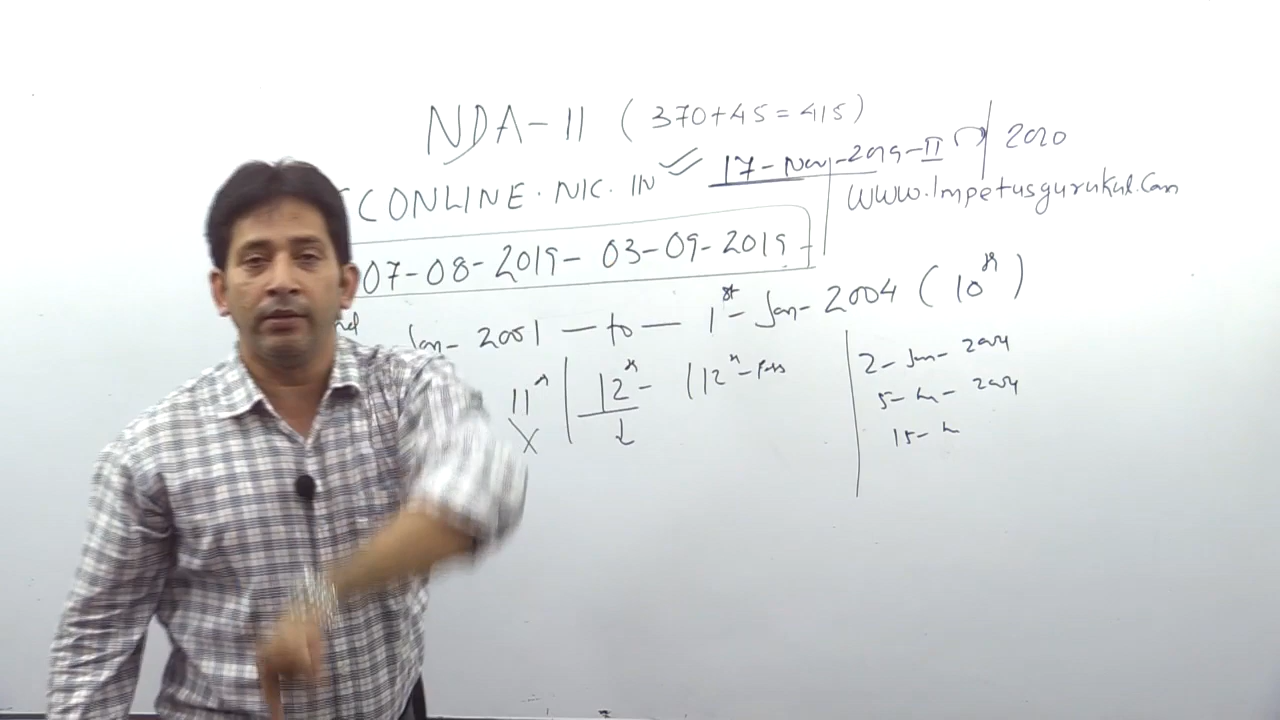 NDA-II (370+45=415)
CONLINE.NIC.IN 17-Nov-2019-II 2020
www.Impetusgurukul.Com
07-08-2019- 03-09-2019
Jan-2001 -to- 1st-Jan-2004 (10th)
11th 12th- (12th-Pass
X
2-Jan-2004
5- 2004
15-